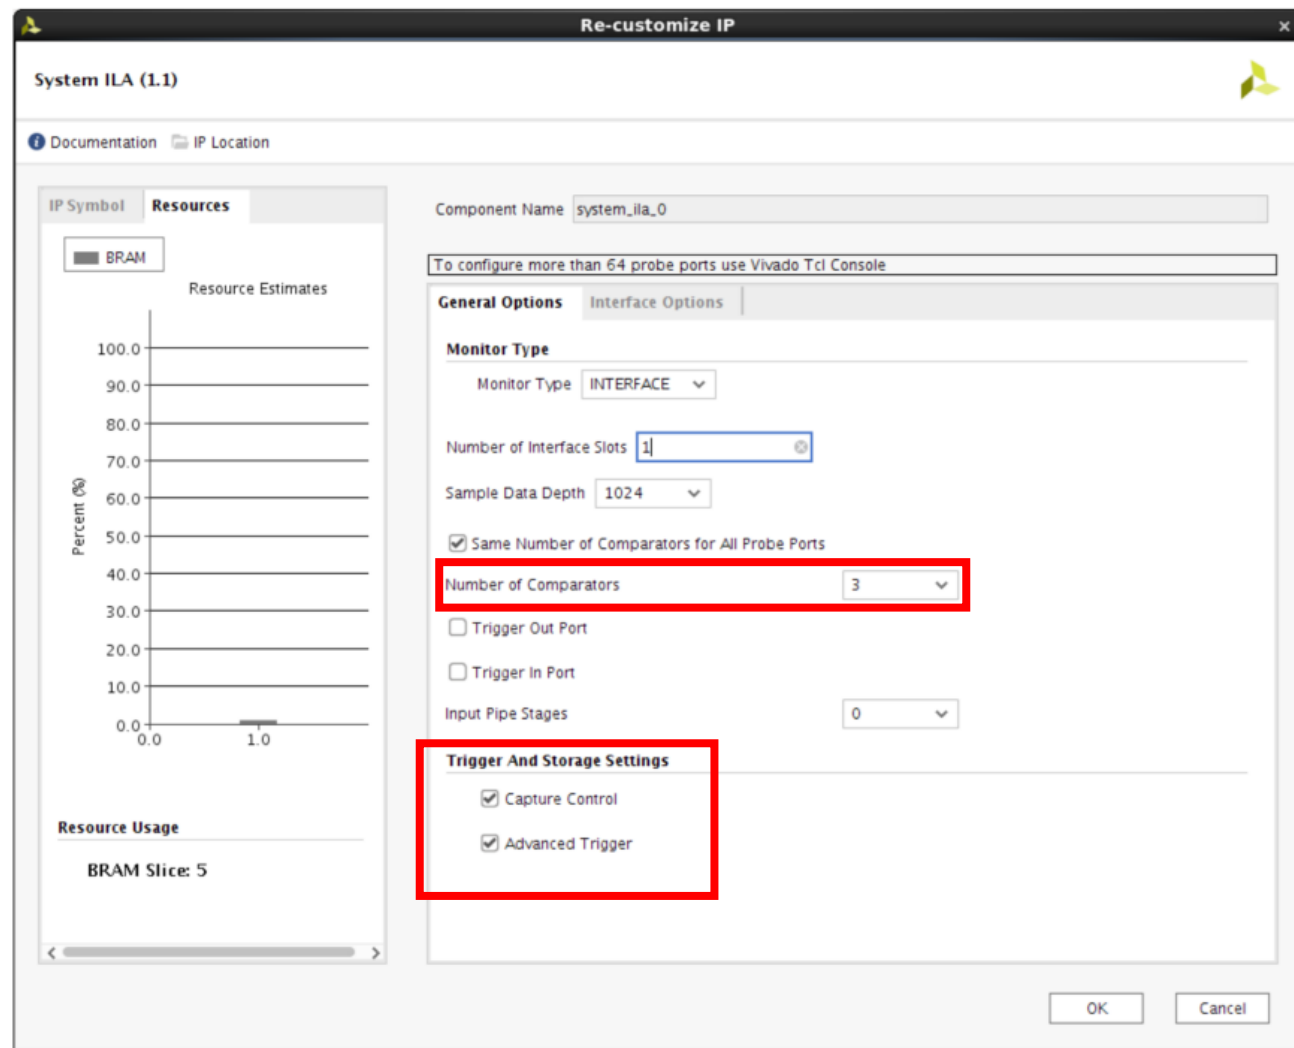 Re-customize IP
System ILA (1.1)
Documentation IP Location
IP Symbol Resources
BRAM
Resource Estimates
Percent (%)
100.0
90.0
80.0
70.0
60.0
50.0
40.0
30.0
20.0
10.0
0.0
0.0 1.0
Resource Usage
BRAM Slice: 5
Component Name system_ila_0
To configure more than 64 probe ports use Vivado Tcl Console
General Options Interface Options
Monitor Type
Monitor Type INTERFACE
Number of Interface Slots 1
Sample Data Depth 1024
Same Number of Comparators for All Probe Ports
Number of Comparators 3
Trigger Out Port
Trigger In Port
Input Pipe Stages 0
Trigger And Storage Settings
Capture Control
Advanced Trigger
OK Cancel